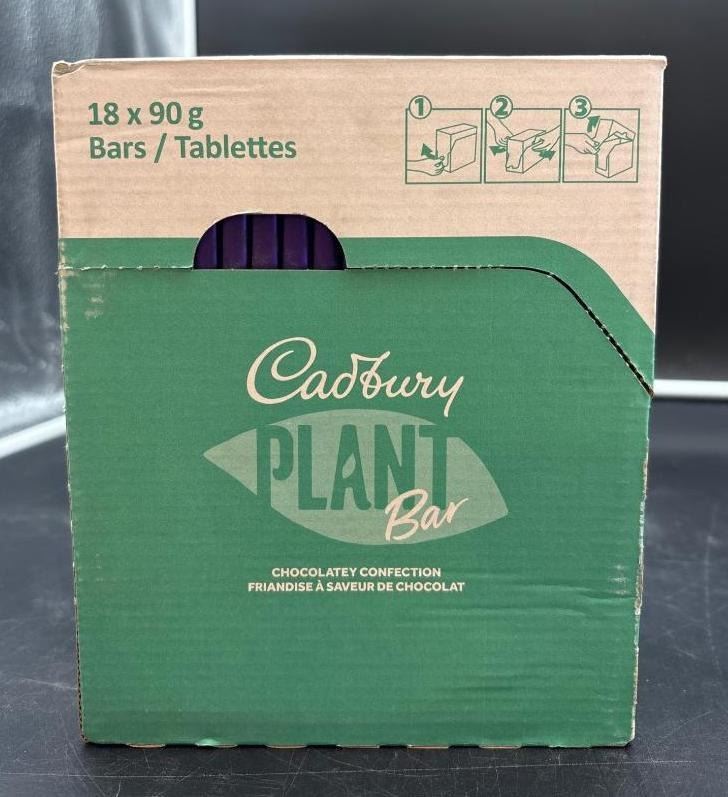 18 x 90 g
Bars / Tablettes
1 2 3
Cadbury
PLANT
Bar
CHOCOLATEY CONFECTION
FRIANDISE À SAVEUR DE CHOCOLAT